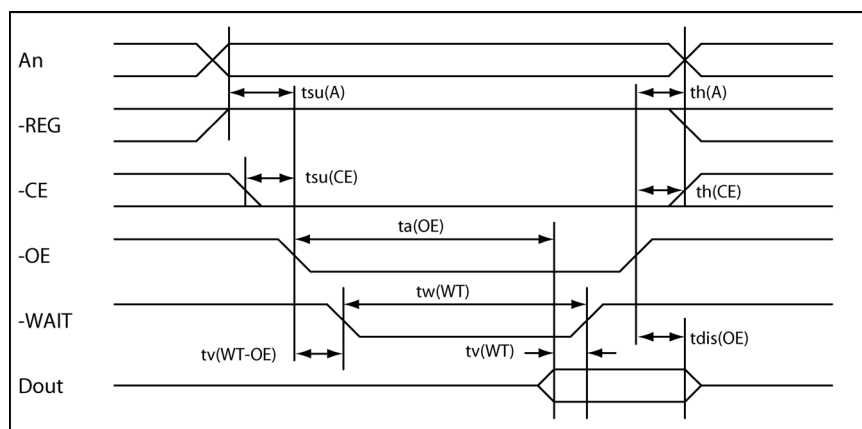 An
tsu(A)
th(A)
-REG
-CE
tsu(CE)
th(CE)
ta(OE)
-OE
tw(WT)
-WAIT
tv(WT-OE)
tv(WT)
tdis(OE)
Dout